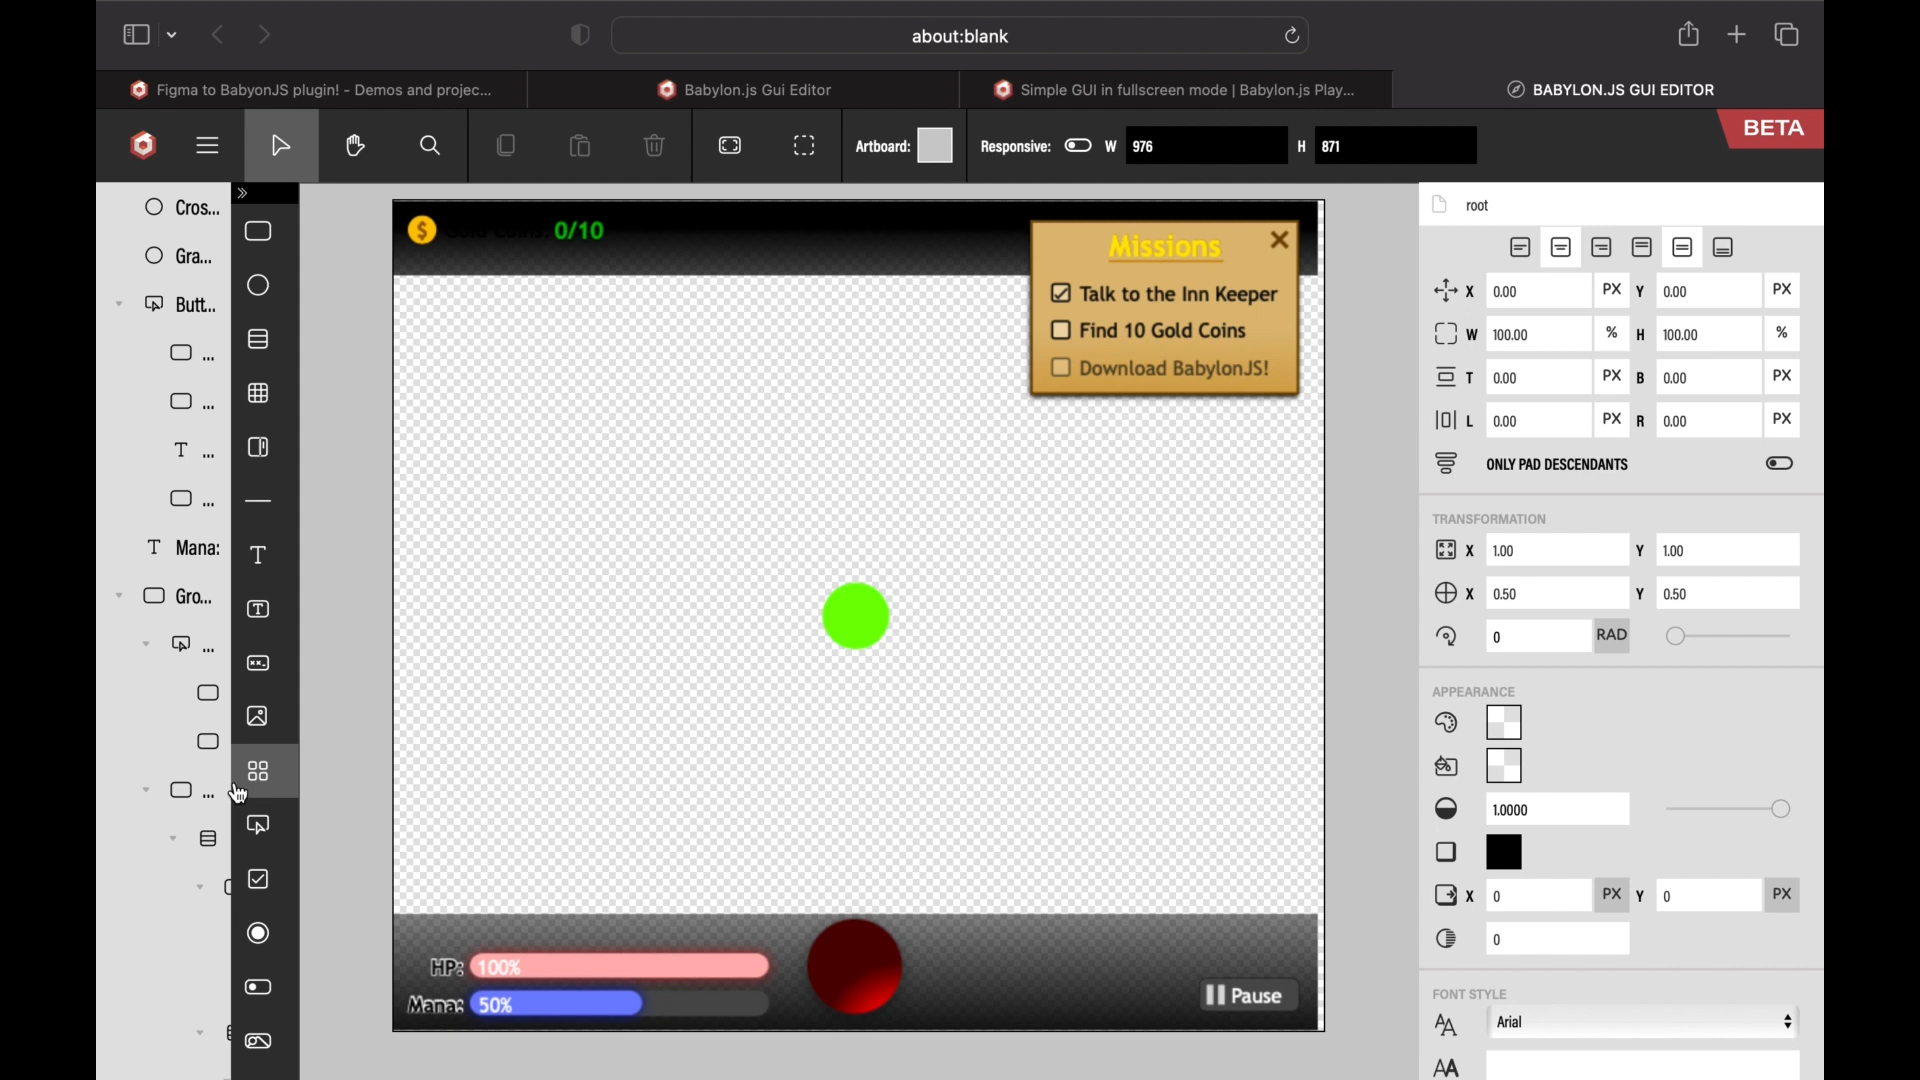 about:blank
Figma to BabyonJS plugin! - Demos and projec...
Babylon.js Gui Editor
Simple GUI in fullscreen mode | Babylon.js Play...
BABYLON.JS GUI EDITOR
Artboard:
Responsive:
W 976
H 871
BETA
Cros...
Gra...
Butt...
...
...
T ...
...
T Mana:
Gro...
...
...
T
T
$ Gold Coins: 0/10
Missions
Talk to the Inn Keeper
Find 10 Gold Coins
Download BabylonJS!
HP: 100%
Mana: 50%
Pause
root
X 0.00 PX Y 0.00 PX
W 100.00 % H 100.00 %
T 0.00 PX B 0.00 PX
L 0.00 PX R 0.00 PX
ONLY PAD DESCENDANTS
TRANSFORMATION
X 1.00 Y 1.00
X 0.50 Y 0.50
0 RAD
APPEARANCE
1.0000
X 0 PX Y 0 PX
0
FONT STYLE
AA Arial
AA